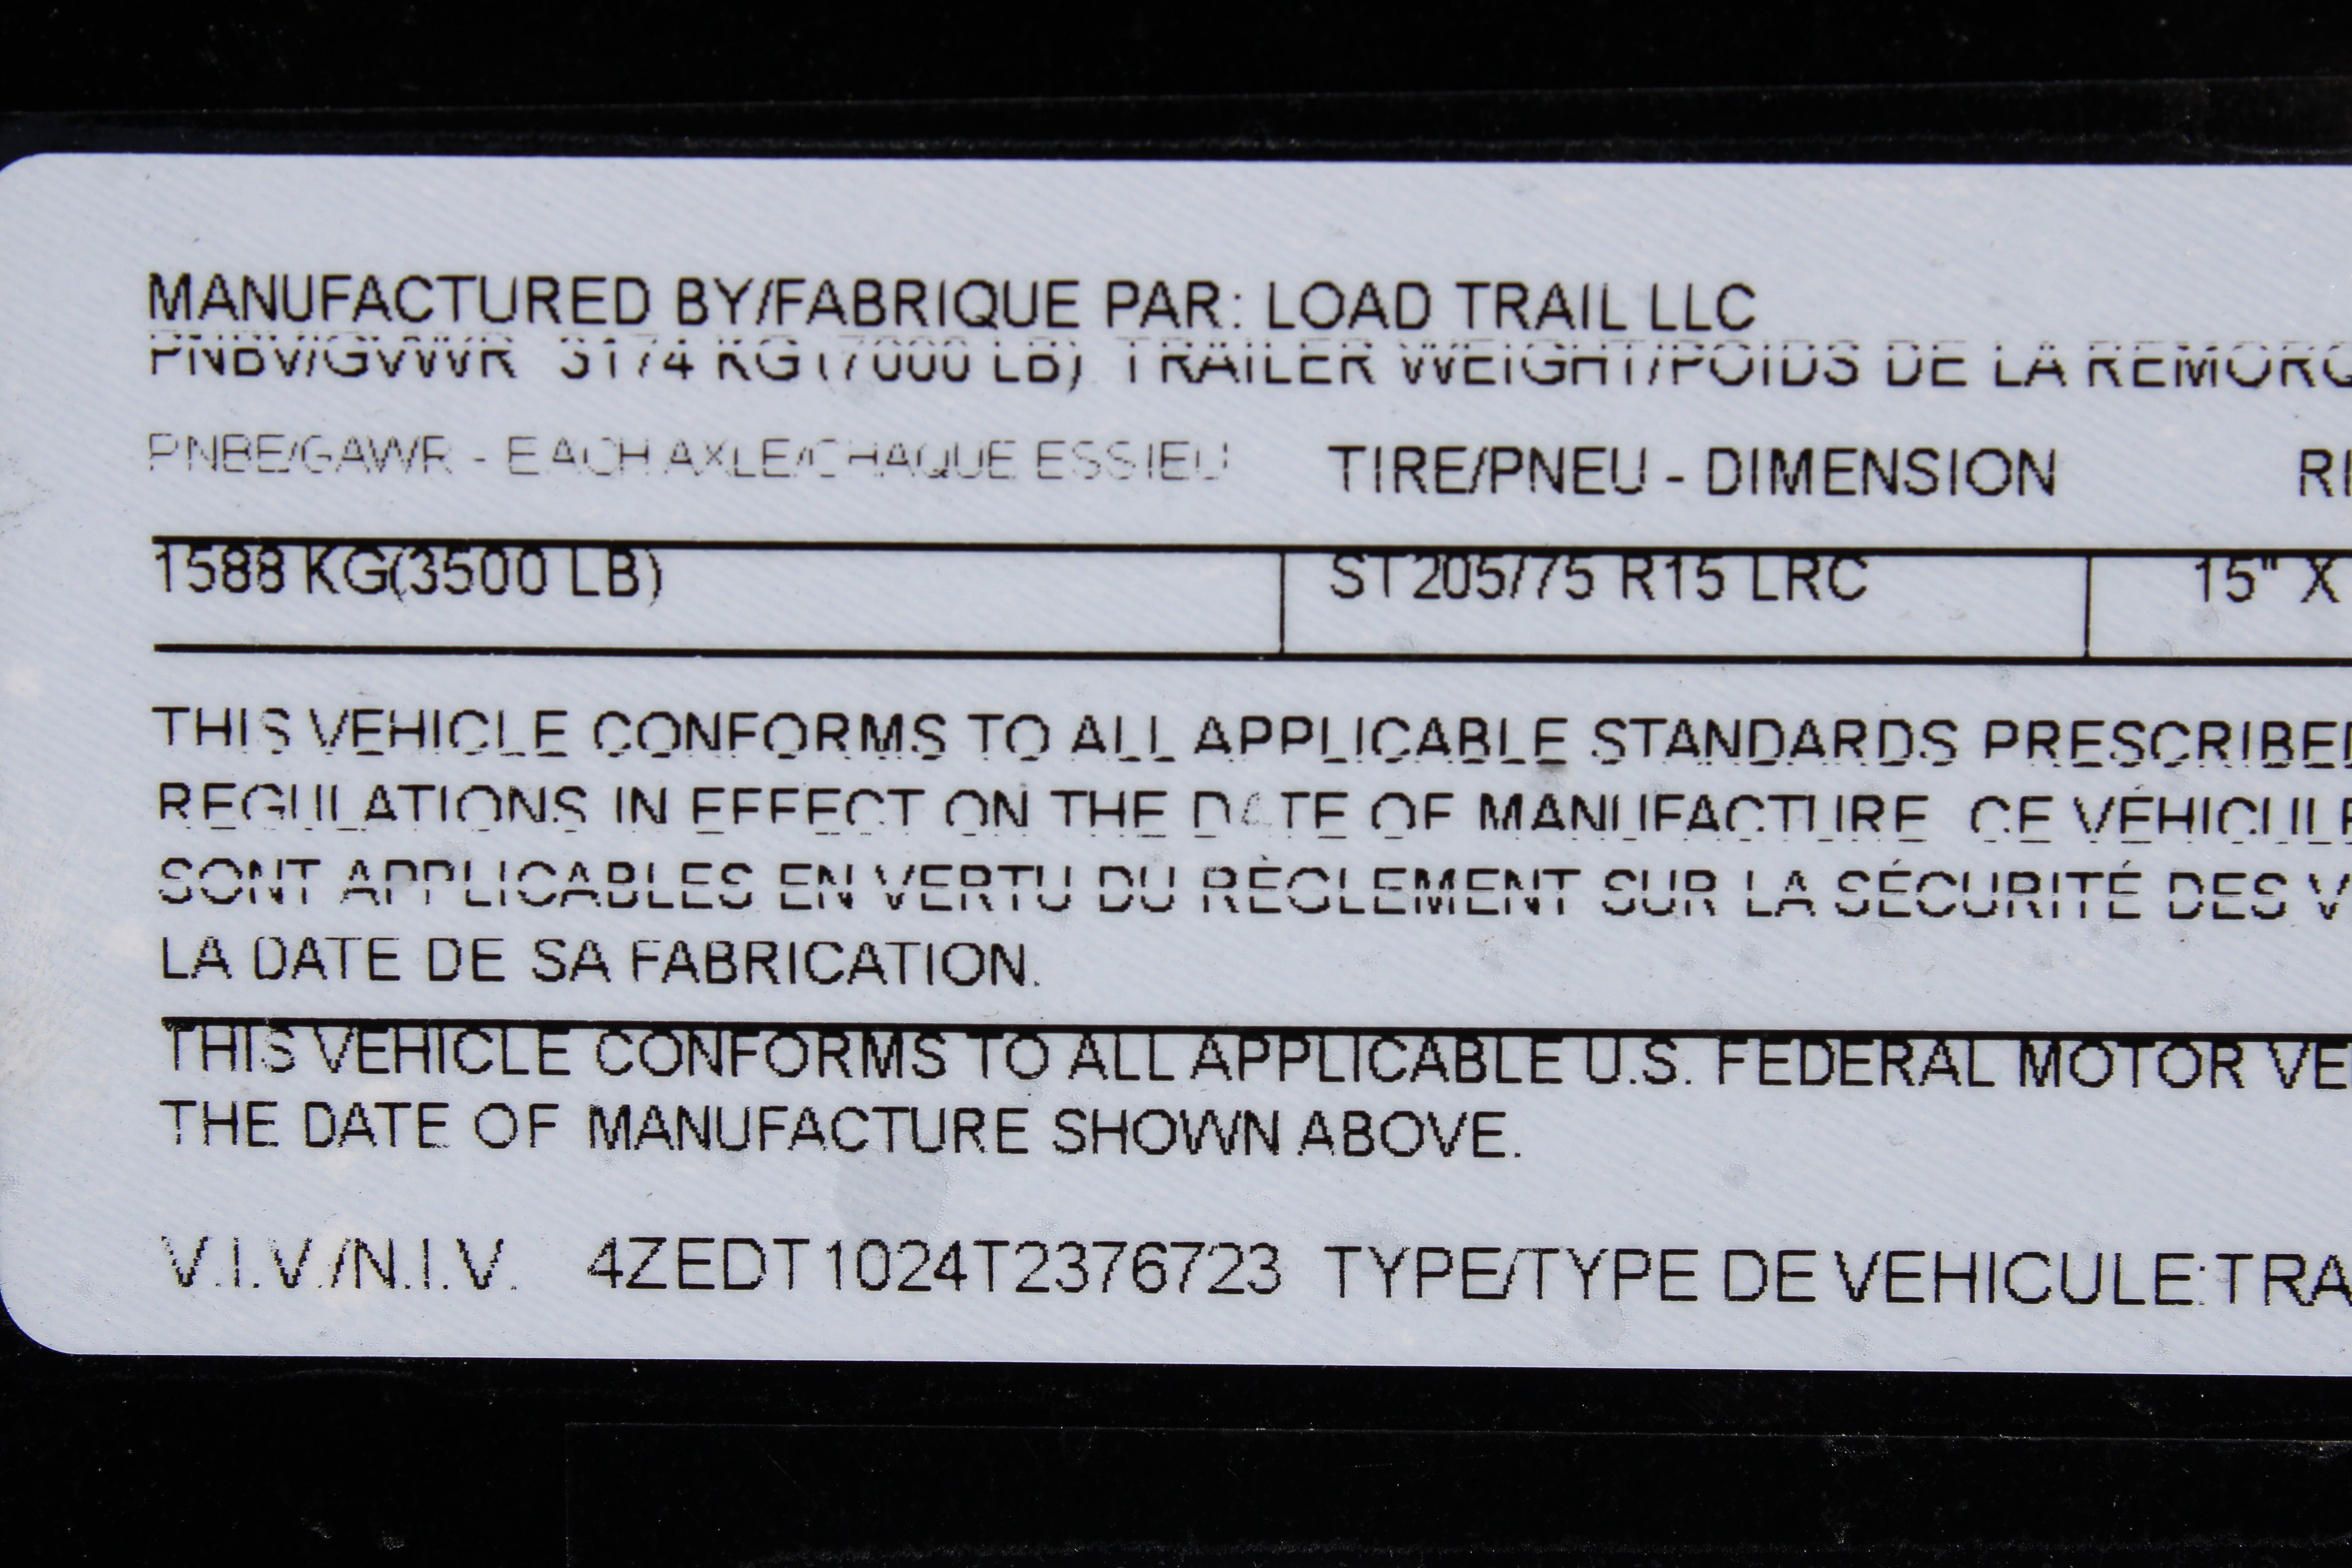 MANUFACTURED BY/FABRIQUE PAR: LOAD TRAIL LLC
PNBV/GVWR 3174 KG (7000 LB) TRAILER WEIGHT/POIDS DE LA REMORQ
PNBE/GAWR - EACH AXLE/CHAQUE ESSIEU TIRE/PNEU - DIMENSION RI
1588 KG(3500 LB) ST205/75 R15 LRC 15" X
THIS VEHICLE CONFORMS TO ALL APPLICABLE STANDARDS PRESCRIBED
REGULATIONS IN EFFECT ON THE DATE OF MANUFACTURE CE VÉHICULE
SONT APPLICABLES EN VERTU DU RÈGLEMENT SUR LA SÉCURITÉ DES V
LA DATE DE SA FABRICATION.
THIS VEHICLE CONFORMS TO ALL APPLICABLE U.S. FEDERAL MOTOR VE
THE DATE OF MANUFACTURE SHOWN ABOVE.
V.I.V./N.I.V. 4ZEDT1024T2376723 TYPE/TYPE DE VEHICULE:TRA